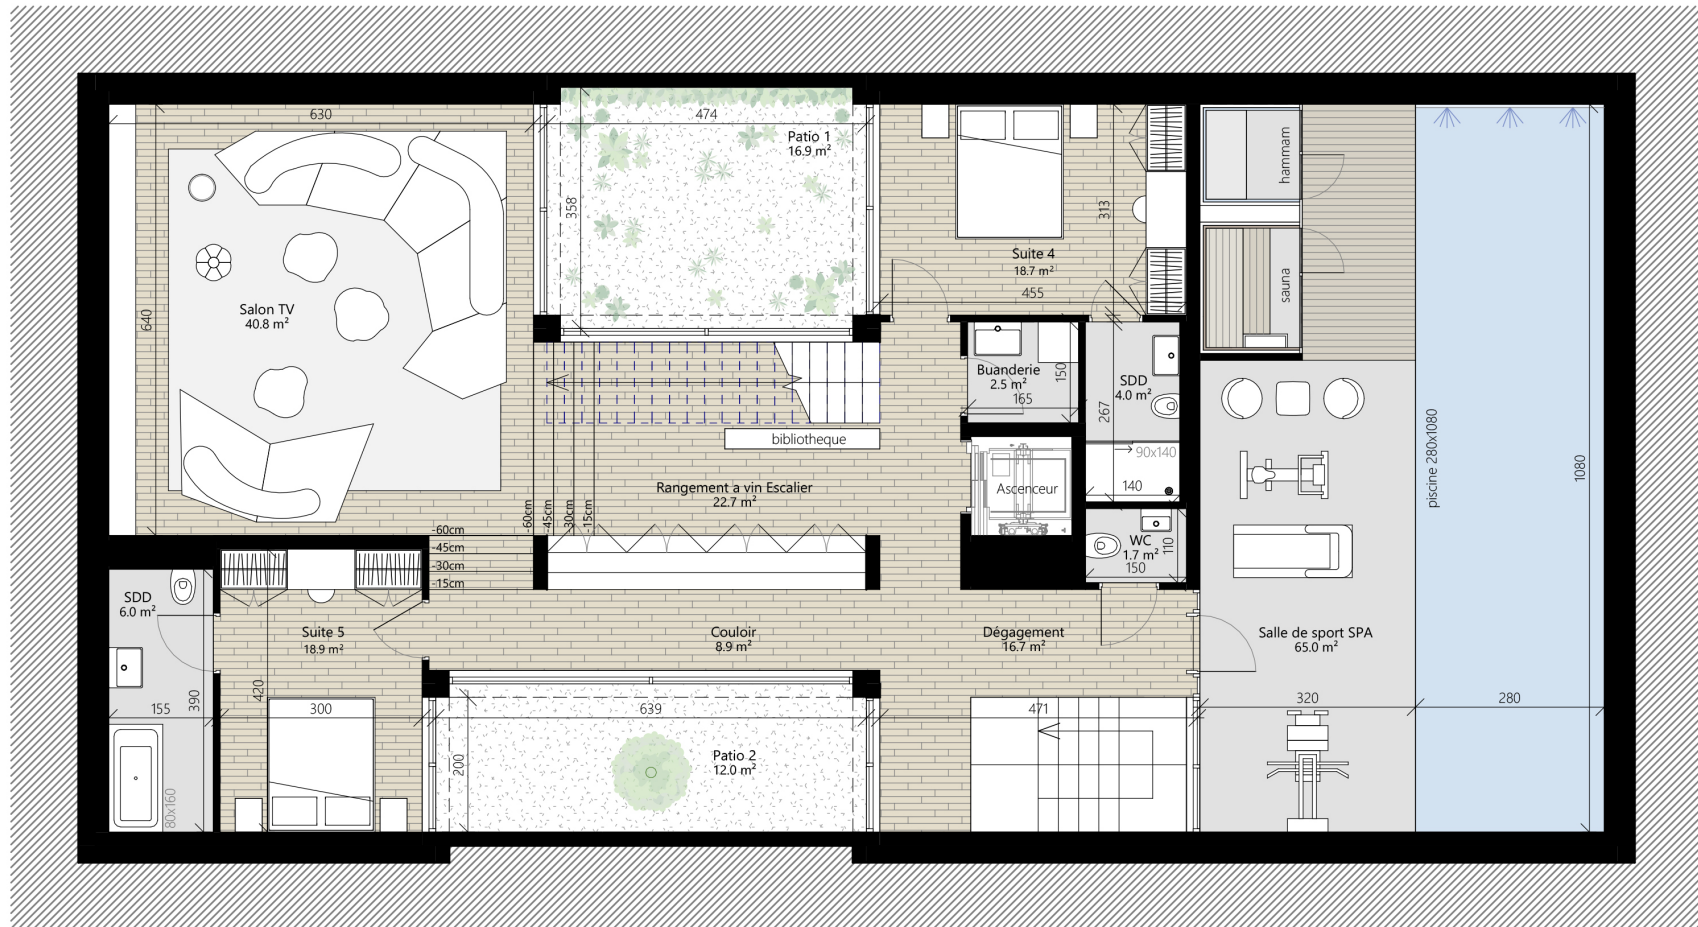 630
474
Patio 1
16.9 m²
358
313
hammam
Suite 4
18.7 m²
455
sauna
Salon TV
40.8 m²
640
Buanderie
2.5 m²
150
165
SDD
4.0 m²
267
90x140
140
bibliotheque
piscine 280x1080
1080
Rangement a vin Escalier
22.7 m²
Ascenceur
-60cm
-45cm
-30cm
-15cm
-60cm
-45cm
-30cm
-15cm
WC
1.7 m²
110
150
SDD
6.0 m²
Suite 5
18.9 m²
Couloir
8.9 m²
Dégagement
16.7 m²
Salle de sport SPA
65.0 m²
155
390
420
300
639
471
320
280
200
Patio 2
12.0 m²
80x160